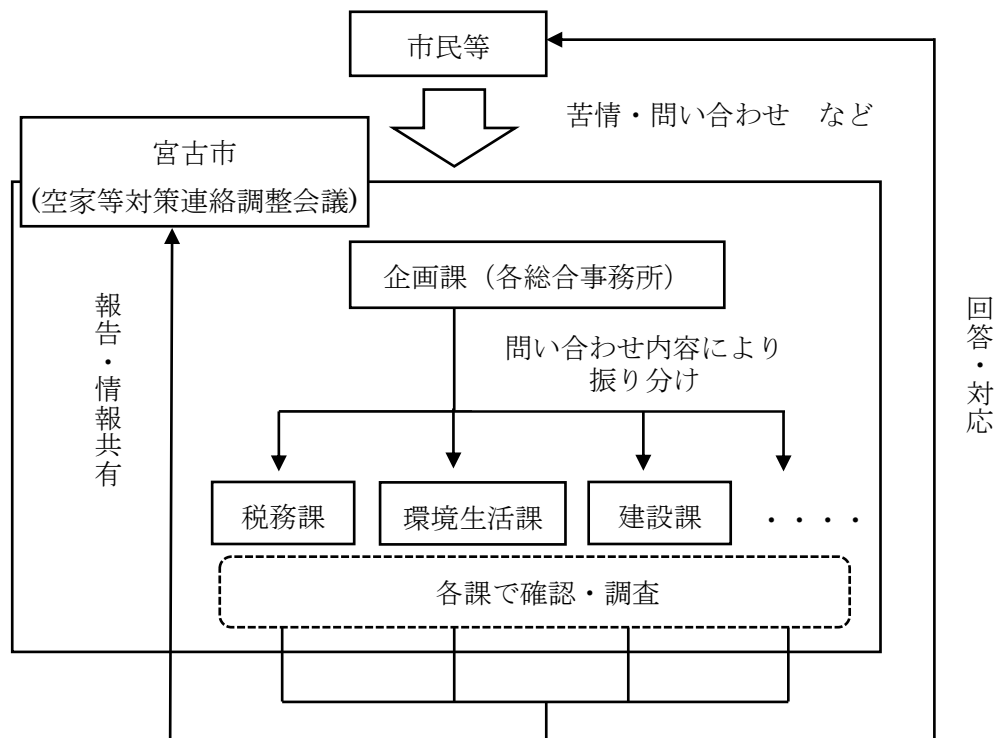 市民等
苦情・問い合わせ　など
宮古市
(空家等対策連絡調整会議)
企画課（各総合事務所）
報告・情報共有
問い合わせ内容により
振り分け
回答・対応
税務課
環境生活課
建設課
・・・・
各課で確認・調査